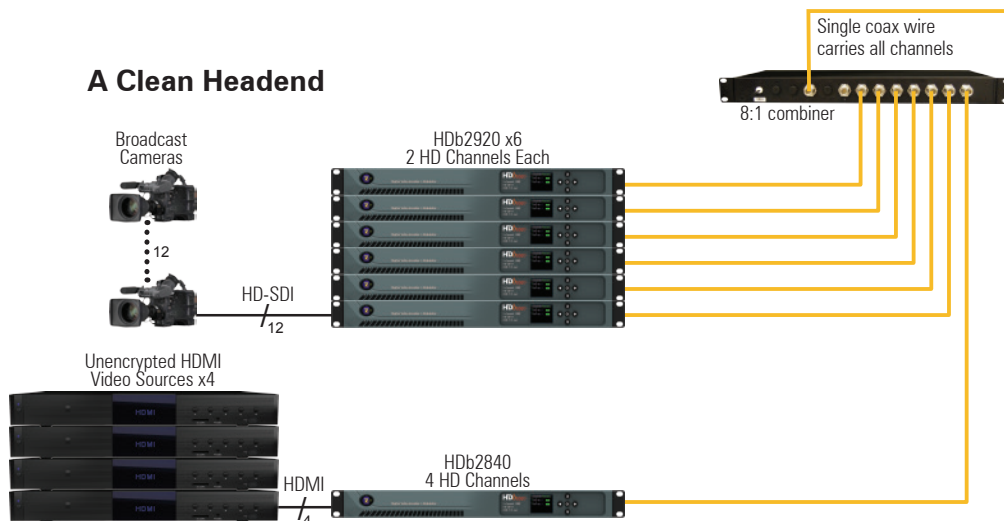 Single coax wire
carries all channels
A Clean Headend
8:1 combiner
Broadcast
Cameras
HDb2920 x6
2 HD Channels Each
12
HD-SDI
12
Unencrypted HDMI
Video Sources x4
HDMI
HDMI
HDMI
HDMI
HDb2840
4 HD Channels
HDMI
4